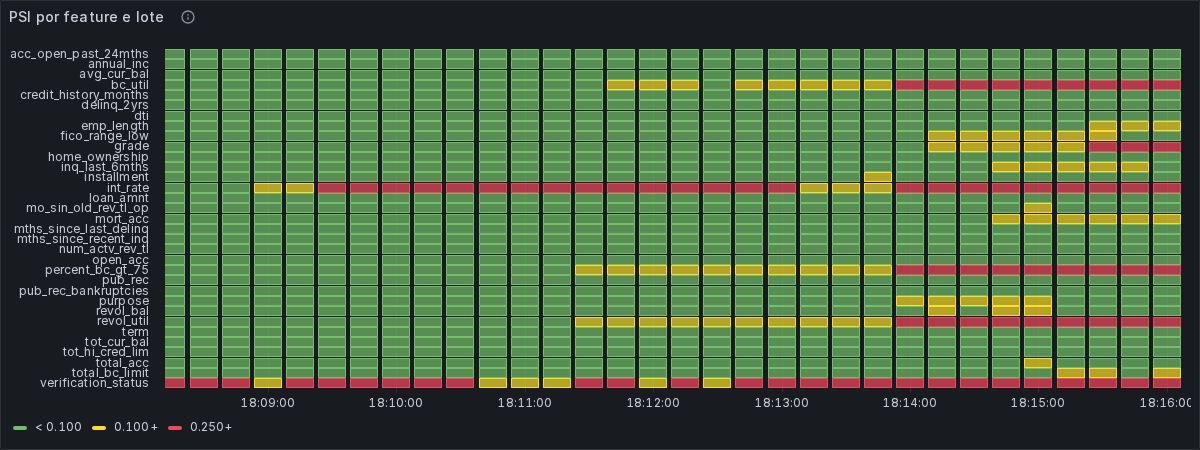 PSI por feature e lote
acc_open_past_24mths
annual_inc
avg_cur_bal
bc_util
credit_history_months
delinq_2yrs
dti
emp_length
fico_range_low
grade
home_ownership
inq_last_6mths
installment
int_rate
loan_amnt
mo_sin_old_rev_tl_op
mort_acc
mths_since_last_delinq
mths_since_recent_inq
num_actv_rev_tl
open_acc
percent_bc_gt_75
pub_rec
pub_rec_bankruptcies
purpose
revol_bal
revol_util
term
tot_cur_bal
tot_hi_cred_lim
total_acc
total_bc_limit
verification_status
18:09:00 18:10:00 18:11:00 18:12:00 18:13:00 18:14:00 18:15:00 18:16:00
< 0.100 0.100+ 0.250+